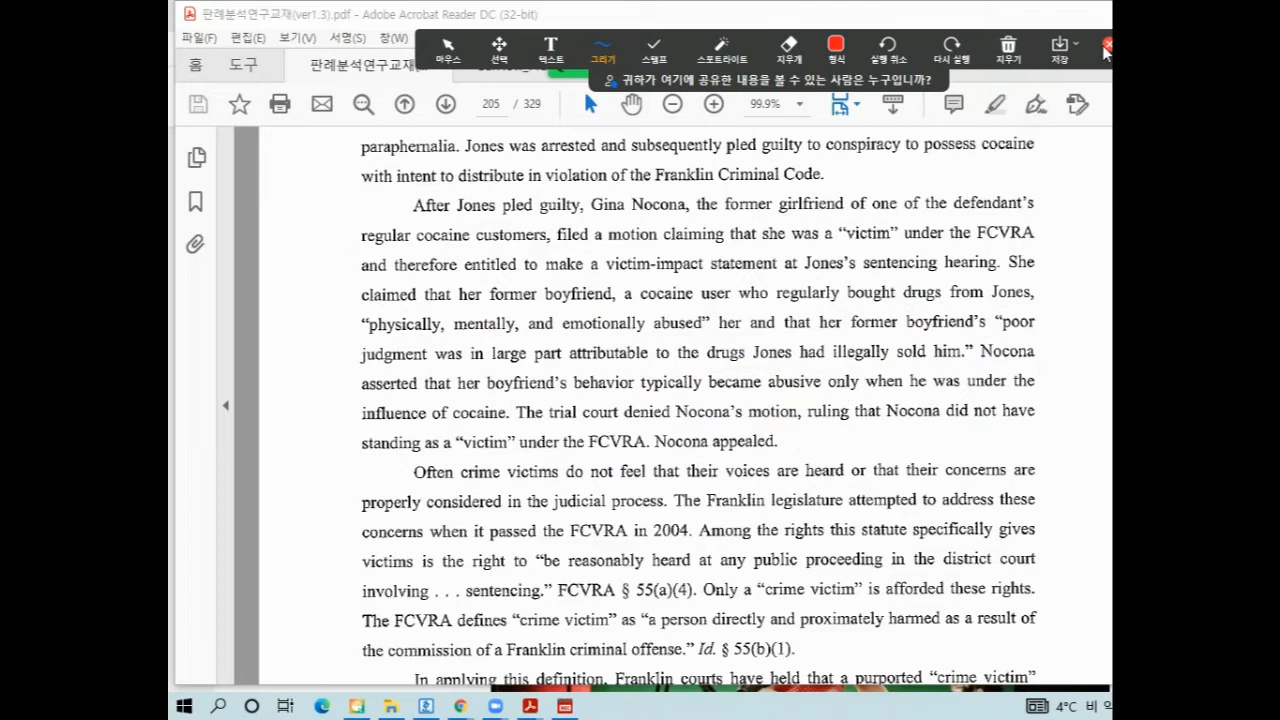 판례분석연구교재(ver1.3).pdf - Adobe Acrobat Reader DC (32-bit)
파일(F) 편집(E) 보기(V) 서명(S) 창(W)
마우스 선택 텍스트 그리기 스탬프 스포트라이트 지우개 형식 실행 취소 다시 실행 지우기 저장
홈 도구 판례분석연구교재(...
귀하가 여기에 공유한 내용을 볼 수 있는 사람은 누구입니까?
205 / 329 99.9%
paraphernalia. Jones was arrested and subsequently pled guilty to conspiracy to possess cocaine
with intent to distribute in violation of the Franklin Criminal Code.
After Jones pled guilty, Gina Nocona, the former girlfriend of one of the defendant's
regular cocaine customers, filed a motion claiming that she was a “victim” under the FCVRA
and therefore entitled to make a victim-impact statement at Jones's sentencing hearing. She
claimed that her former boyfriend, a cocaine user who regularly bought drugs from Jones,
“physically, mentally, and emotionally abused” her and that her former boyfriend's “poor
judgment was in large part attributable to the drugs Jones had illegally sold him.” Nocona
asserted that her boyfriend's behavior typically became abusive only when he was under the
influence of cocaine. The trial court denied Nocona's motion, ruling that Nocona did not have
standing as a “victim” under the FCVRA. Nocona appealed.
Often crime victims do not feel that their voices are heard or that their concerns are
properly considered in the judicial process. The Franklin legislature attempted to address these
concerns when it passed the FCVRA in 2004. Among the rights this statute specifically gives
victims is the right to “be reasonably heard at any public proceeding in the district court
involving . . . sentencing.” FCVRA § 55(a)(4). Only a “crime victim” is afforded these rights.
The FCVRA defines “crime victim” as “a person directly and proximately harmed as a result of
the commission of a Franklin criminal offense.” Id. § 55(b)(1).
In applying this definition, Franklin courts have held that a purported “crime victim”
4°C 비